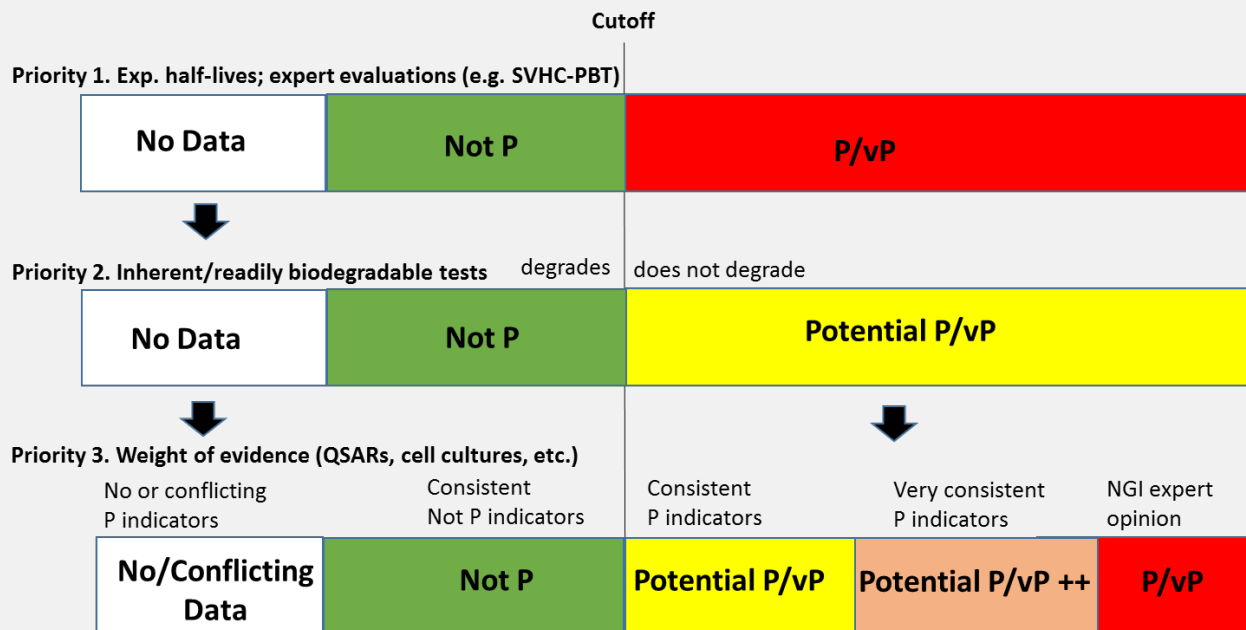 Cutoff
Priority 1. Exp. half-lives; expert evaluations (e.g. SVHC-PBT)
No Data
Not P
P/vP
Priority 2. Inherent/readily biodegradable tests
degrades
does not degrade
No Data
Not P
Potential P/vP
Priority 3. Weight of evidence (QSARs, cell cultures, etc.)
No or conflicting
P indicators
Consistent
Not P indicators
Consistent
P indicators
Very consistent
P indicators
NGI expert
opinion
No/Conflicting
Data
Not P
Potential P/vP
Potential P/vP ++
P/vP